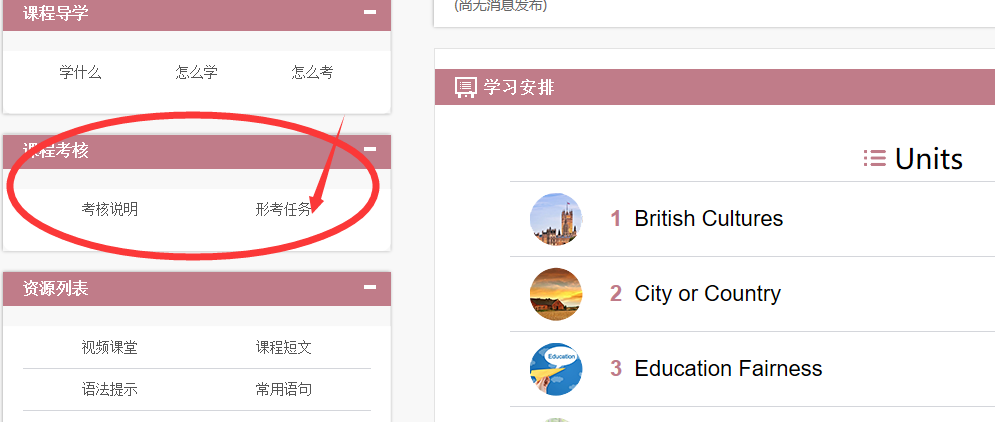 课程导学
学什么 怎么学 怎么考
课程考核
考核说明 形考任务
资源列表
视频课堂 课程短文
语法提示 常用语句
(尚无消息发布)
学习安排
Units
1 British Cultures
2 City or Country
Education
3 Education Fairness